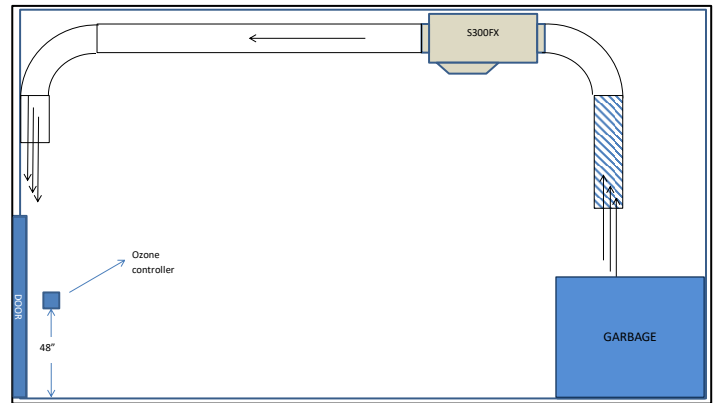 S300FX
Ozone
controller
DOOR
48”
GARBAGE